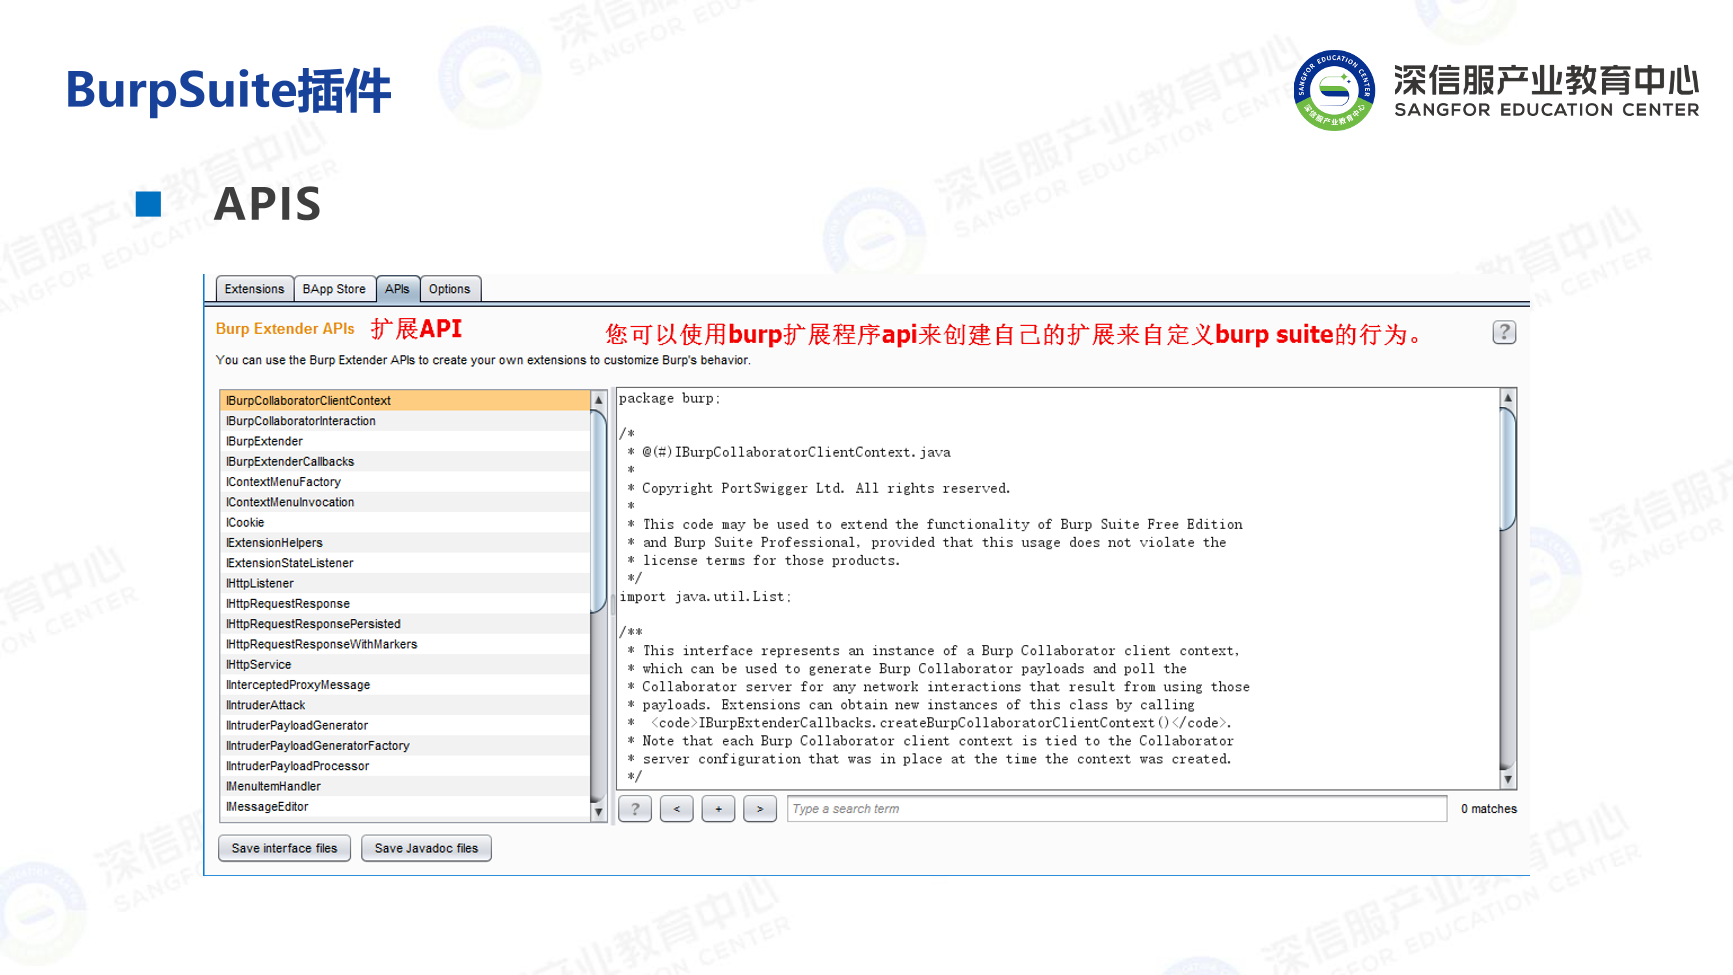 BurpSuite插件
深信服产业教育中心
SANGFOR EDUCATION CENTER
APIS
Extensions
BApp Store
APIs
Options
Burp Extender APIs
扩展API
您可以使用burp扩展程序api来创建自己的扩展来自定义burp suite的行为。
?
You can use the Burp Extender APIs to create your own extensions to customize Burp's behavior.
IBurpCollaboratorClientContext
IBurpCollaboratorInteraction
IBurpExtender
IBurpExtenderCallbacks
IContextMenuFactory
IContextMenuInvocation
ICookie
IExtensionHelpers
IExtensionStateListener
IHttpListener
IHttpRequestResponse
IHttpRequestResponsePersisted
IHttpRequestResponseWithMarkers
IHttpService
IInterceptedProxyMessage
IIntruderAttack
IIntruderPayloadGenerator
IIntruderPayloadGeneratorFactory
IIntruderPayloadProcessor
IMenuItemHandler
IMessageEditor
package burp;
/*
* @(#)IBurpCollaboratorClientContext.java
*
* Copyright PortSwigger Ltd. All rights reserved.
*
* This code may be used to extend the functionality of Burp Suite Free Edition
* and Burp Suite Professional, provided that this usage does not violate the
* license terms for those products.
*/
import java.util.List;
/**
* This interface represents an instance of a Burp Collaborator client context,
* which can be used to generate Burp Collaborator payloads and poll the
* Collaborator server for any network interactions that result from using those
* payloads. Extensions can obtain new instances of this class by calling
* <code>IBurpExtenderCallbacks.createBurpCollaboratorClientContext()</code>.
* Note that each Burp Collaborator client context is tied to the Collaborator
* server configuration that was in place at the time the context was created.
*/
?
<
+
>
Type a search term
0 matches
Save interface files
Save Javadoc files